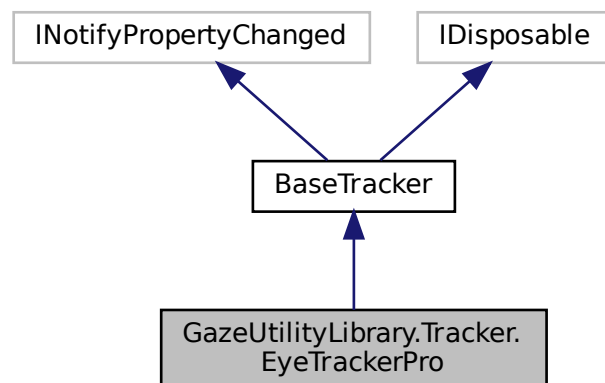 INotifyPropertyChanged
IDisposable
BaseTracker
GazeUtilityLibrary.Tracker.
EyeTrackerPro